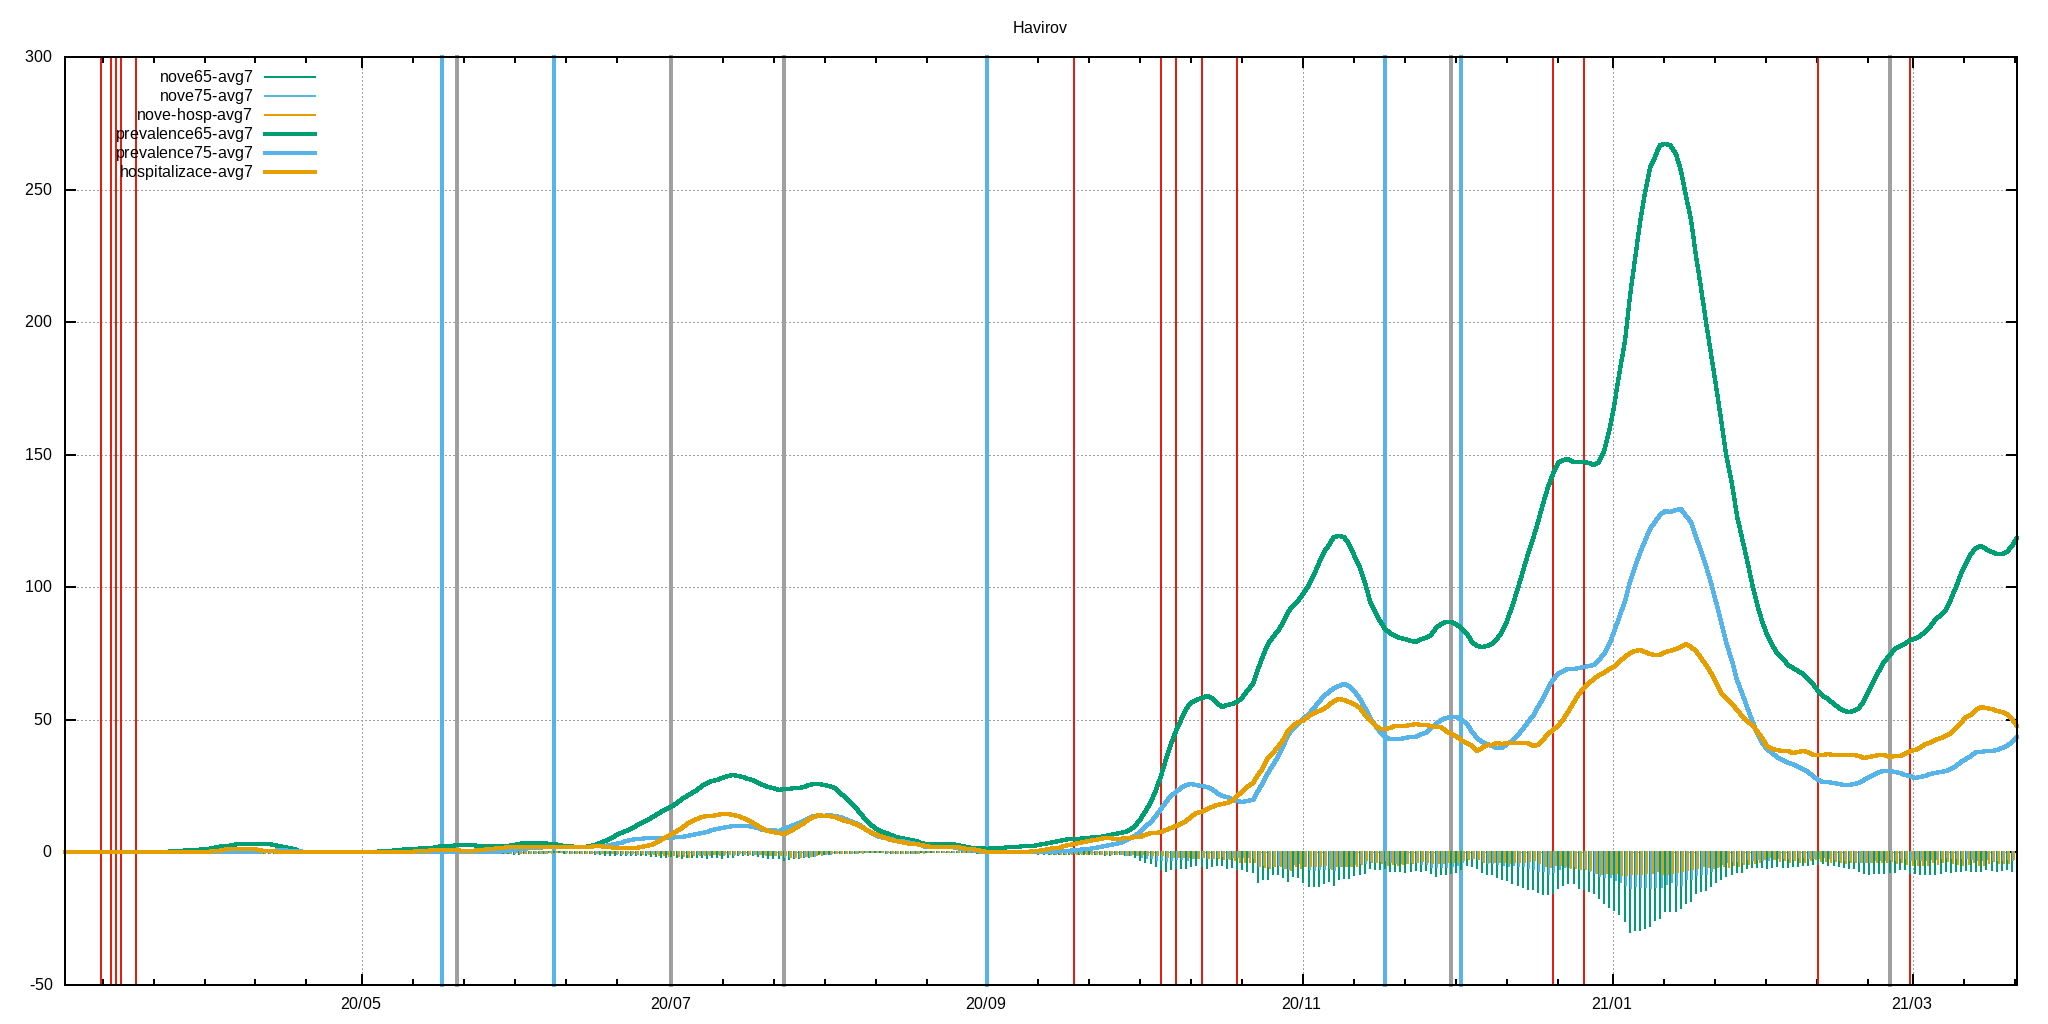 Havirov
300
250
200
150
100
50
0
-50
nove65-avg7
nove75-avg7
nove-hosp-avg7
prevalence65-avg7
prevalence75-avg7
hospitalizace-avg7
20/05 20/07 20/09 20/11 21/01 21/03